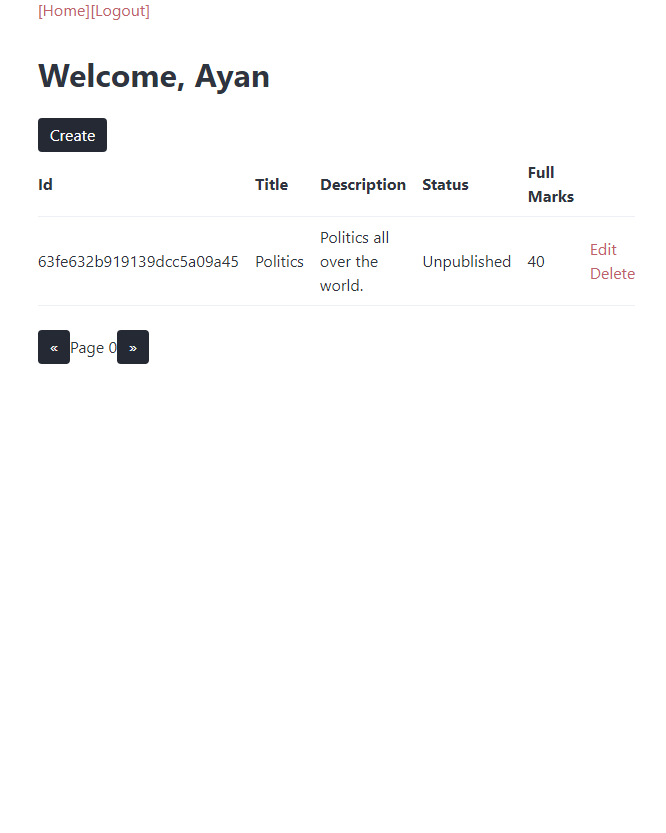 [Home][Logout]
Welcome, Ayan
Create
Id Title Description Status Full Marks
63fe632b919139dcc5a09a45 Politics Politics all over the world. Unpublished 40 Edit Delete
« Page 0 »